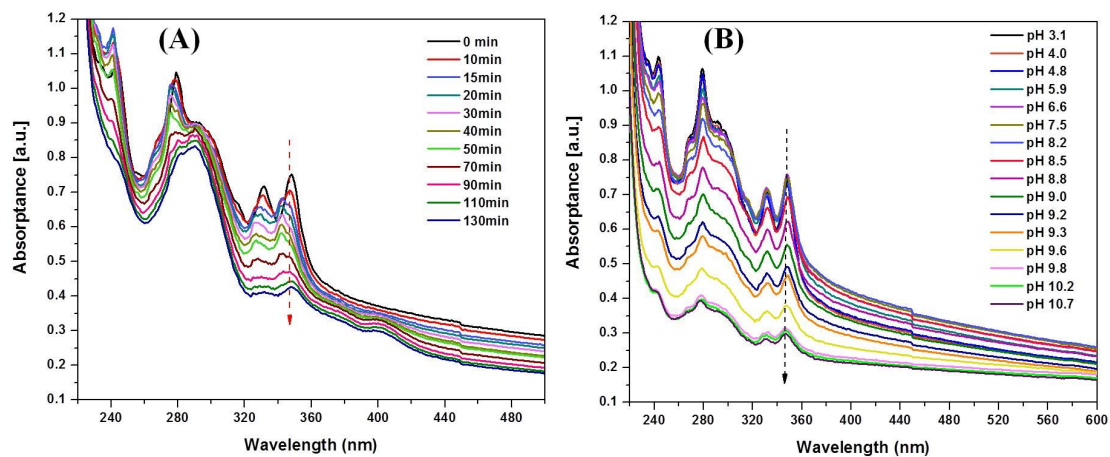 (A)
0 min
10min
15min
20min
30min
40min
50min
70min
90min
110min
130min
1.2
1.1
1.0
0.9
0.8
0.7
0.6
0.5
0.4
0.3
0.2
0.1
Absorptance [a.u.]
240 280 320 360 400 440 480
Wavelength (nm)
(B)
pH 3.1
pH 4.0
pH 4.8
pH 5.9
pH 6.6
pH 7.5
pH 8.2
pH 8.5
pH 8.8
pH 9.0
pH 9.2
pH 9.3
pH 9.6
pH 9.8
pH 10.2
pH 10.7
1.2
1.1
1.0
0.9
0.8
0.7
0.6
0.5
0.4
0.3
0.2
0.1
Absorptance [a.u.]
240 280 320 360 400 440 480 520 560 600
Wavelength (nm)